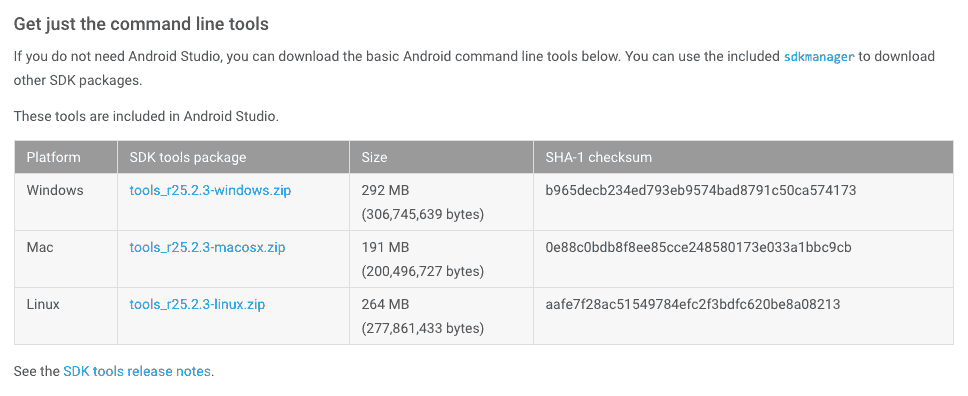 Get just the command line tools
If you do not need Android Studio, you can download the basic Android command line tools below. You can use the included sdkmanager to download
other SDK packages.
These tools are included in Android Studio.
Platform SDK tools package Size SHA-1 checksum
Windows tools_r25.2.3-windows.zip 292 MB b965decb234ed793eb9574bad8791c50ca574173
(306,745,639 bytes)
Mac tools_r25.2.3-macosx.zip 191 MB 0e88c0bdb8f8ee85cce248580173e033a1bbc9cb
(200,496,727 bytes)
Linux tools_r25.2.3-linux.zip 264 MB aafe7f28ac51549784efc2f3bdfc620be8a08213
(277,861,433 bytes)
See the SDK tools release notes.